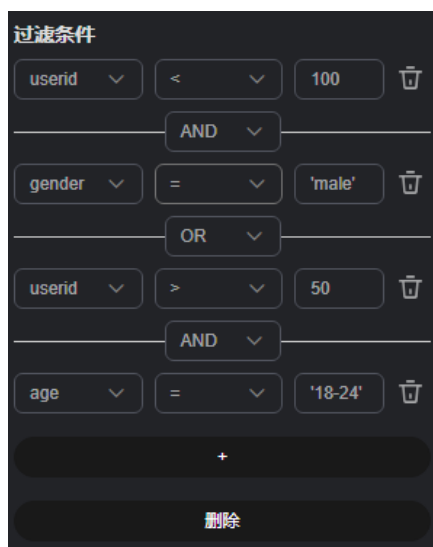 过滤条件
userid < 100
AND
gender = 'male'
OR
userid > 50
AND
age = '18-24'
+
删除